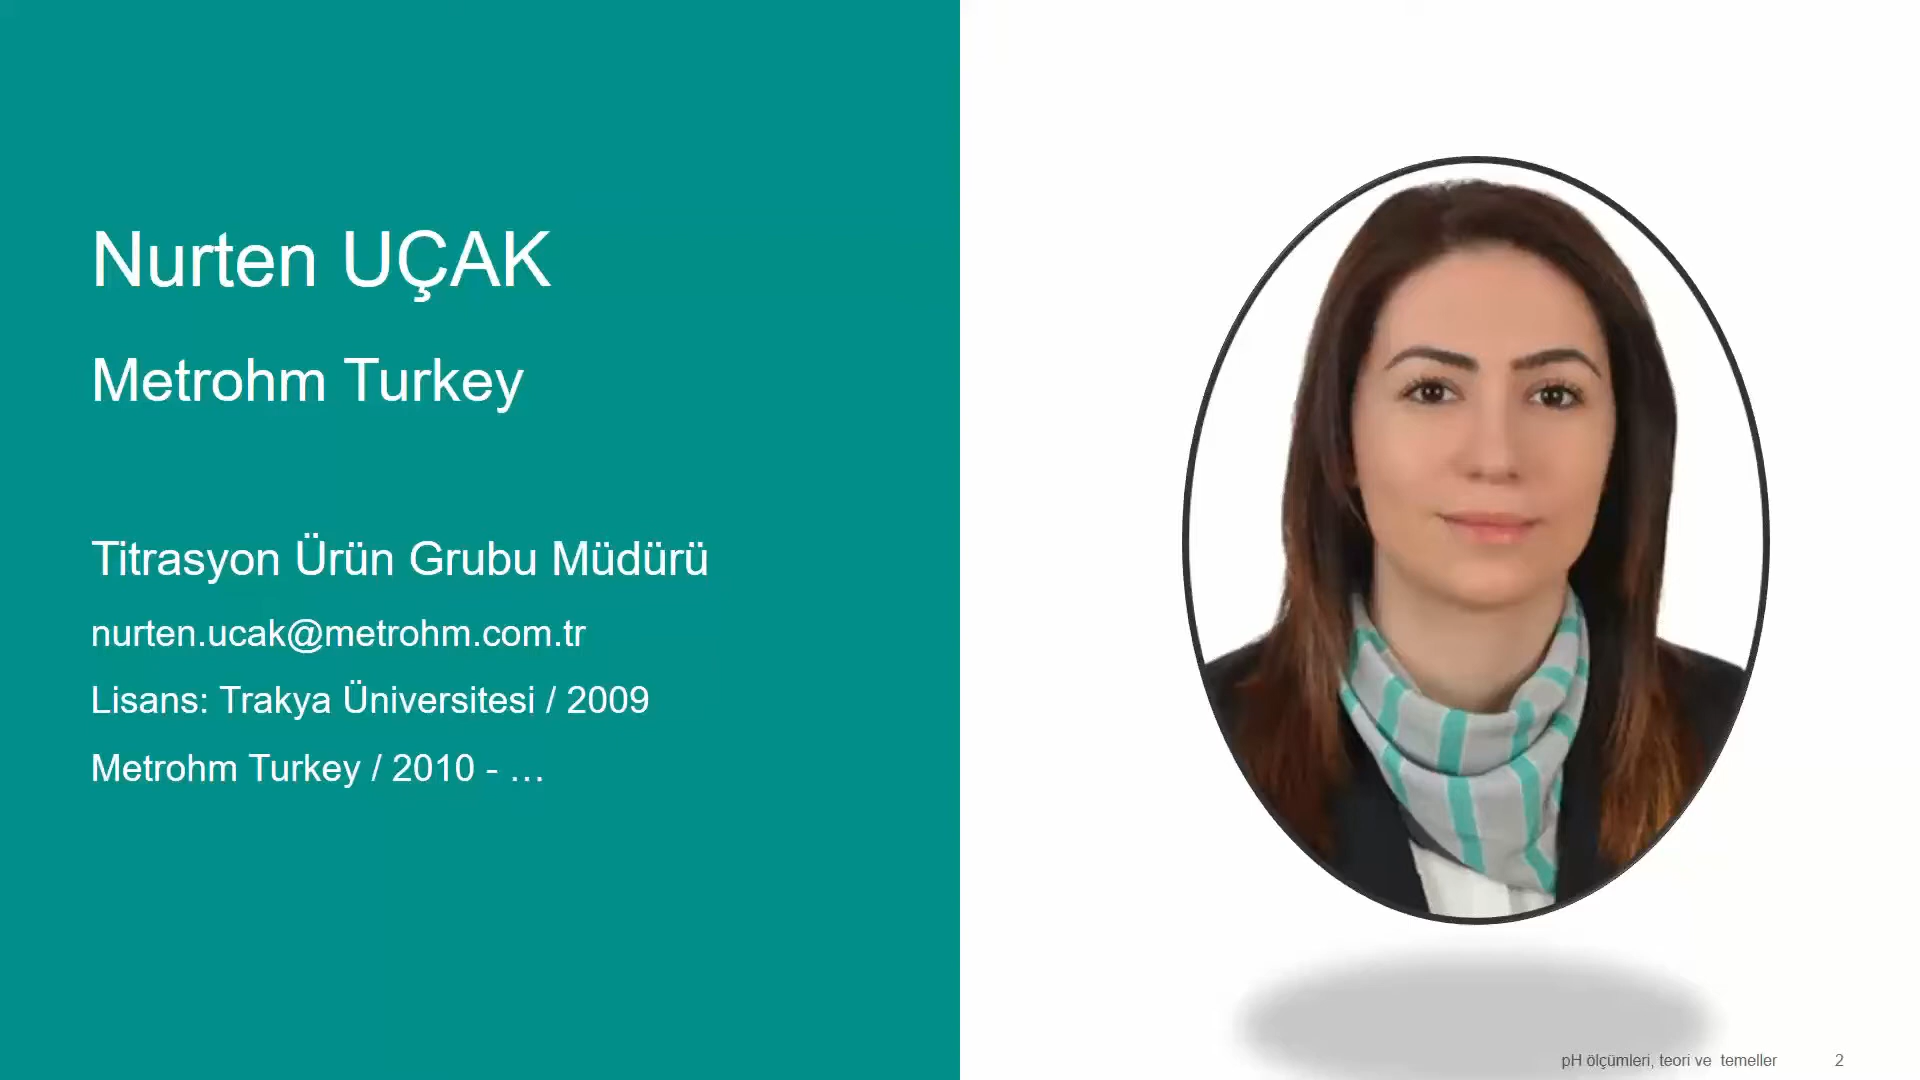 Nurten UÇAK
Metrohm Turkey
Titrasyon Ürün Grubu Müdürü
nurten.ucak@metrohm.com.tr
Lisans: Trakya Üniversitesi / 2009
Metrohm Turkey / 2010 - …
pH ölçümleri, teori ve temeller 2